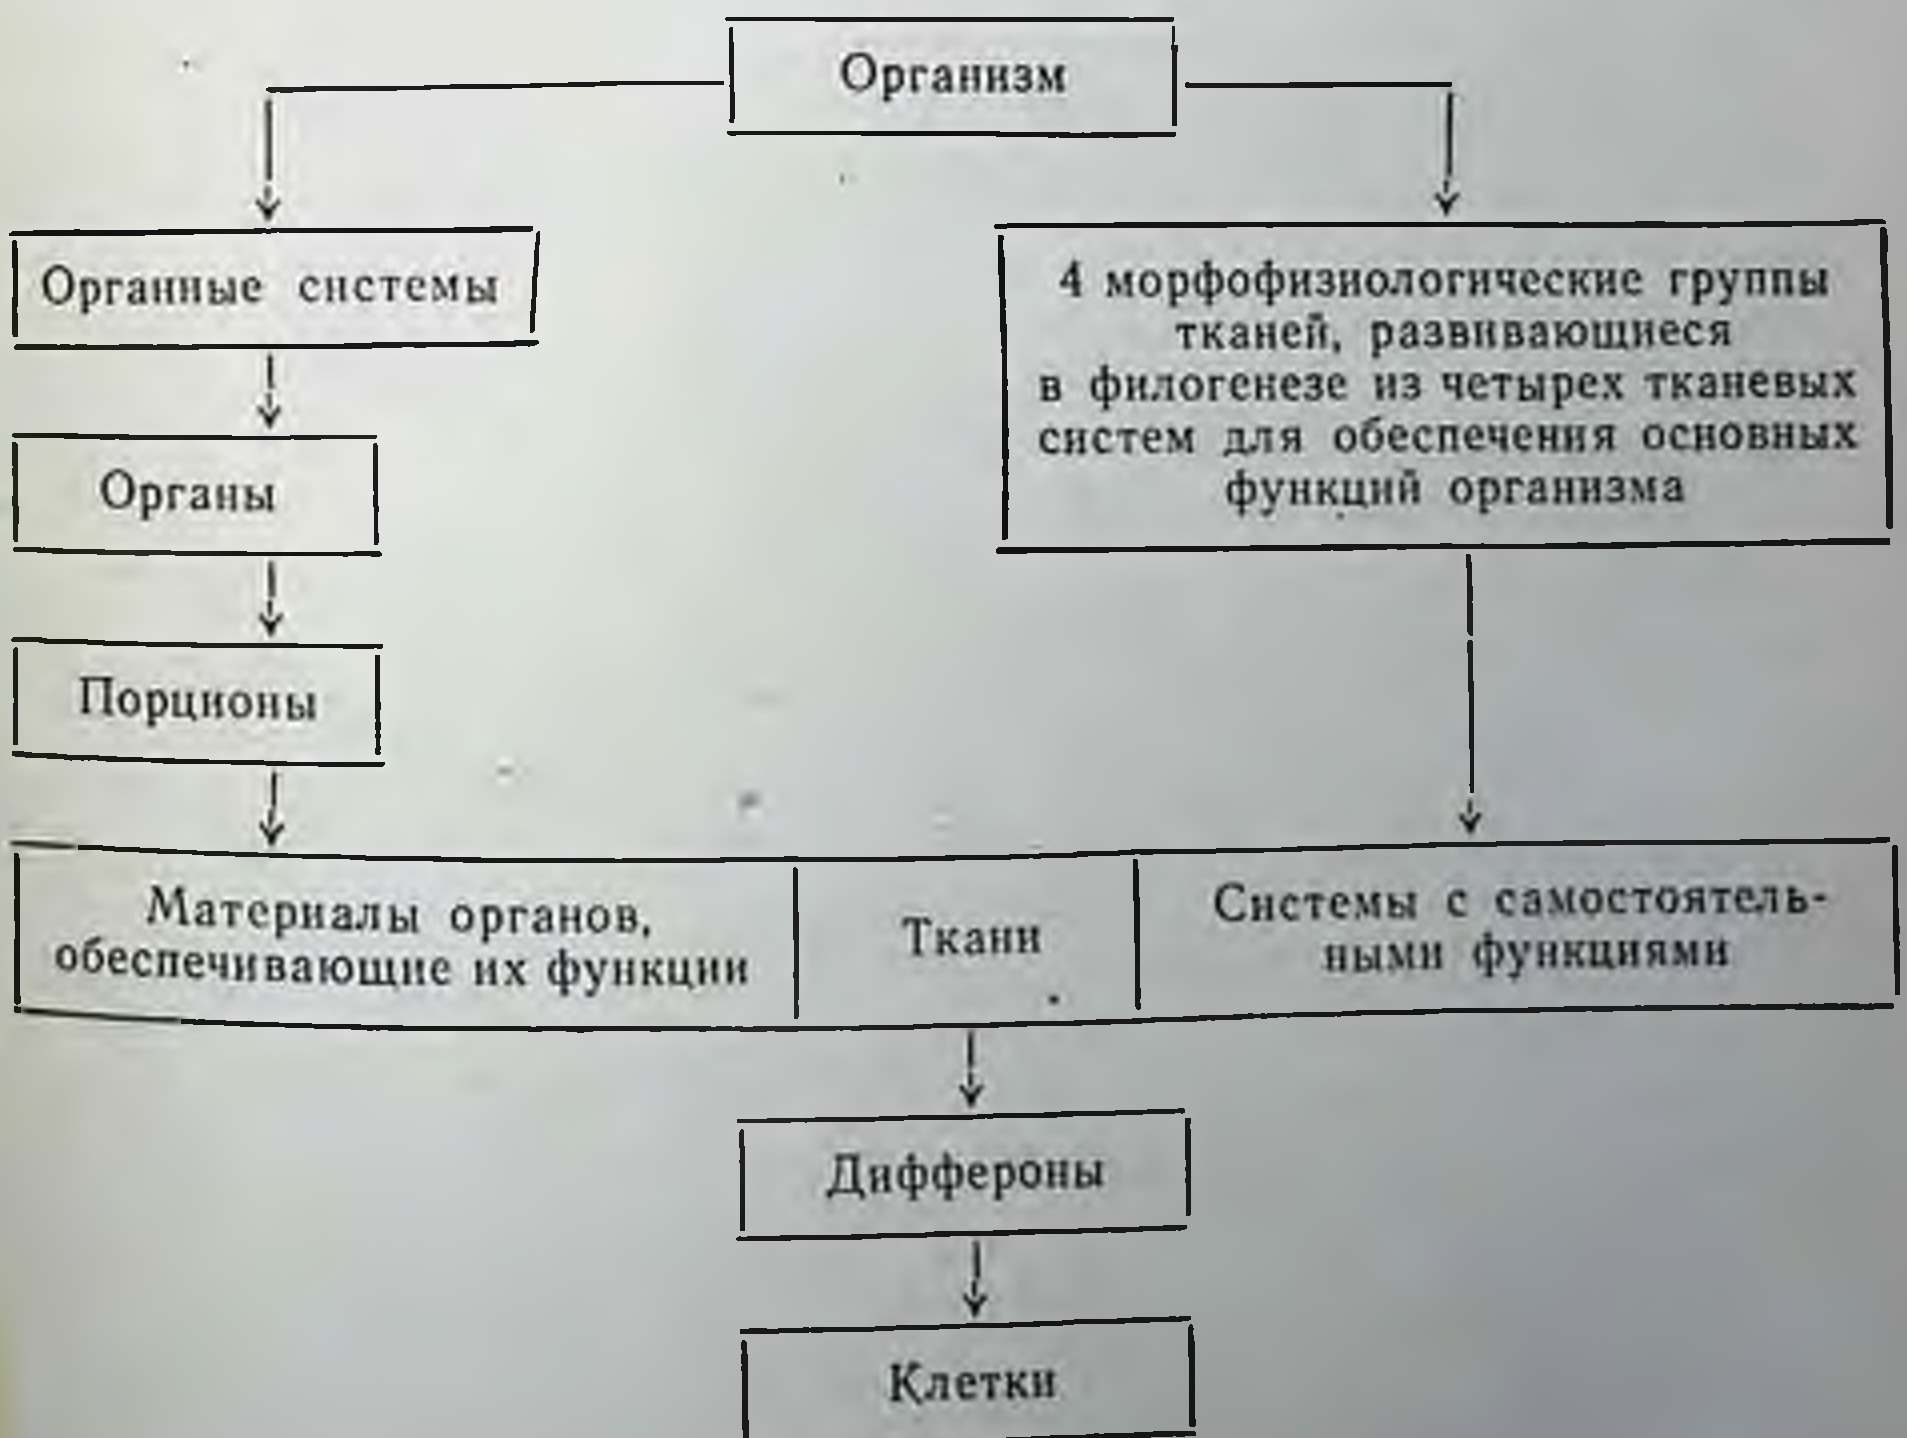 Организм
Органные системы
4 морфофизиологические группы
тканей, развивающиеся
в филогенезе из четырех тканевых
систем для обеспечения основных
функций организма
Органы
Порционы
Материалы органов,
обеспечивающие их функции
Ткани
Системы с самостоятель-
ными функциями
Диффероны
Клетки